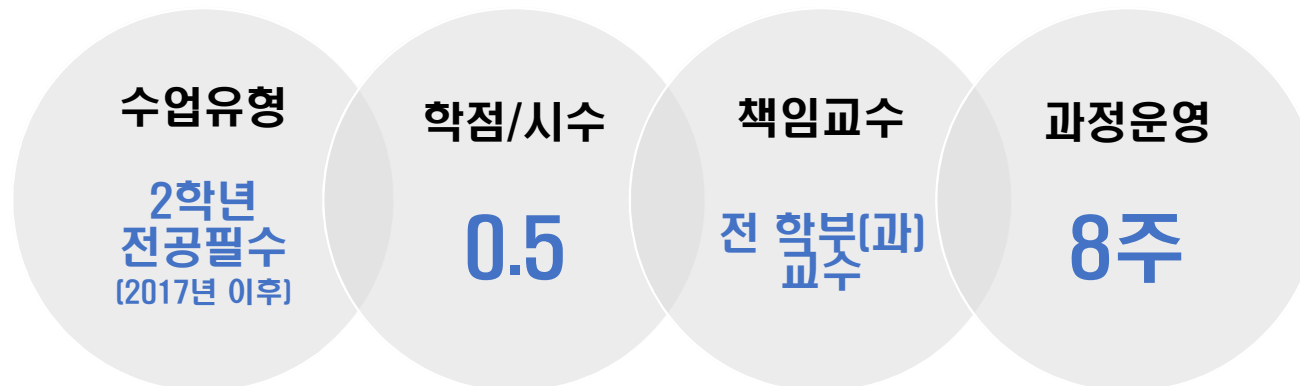 수업유형
2학년
전공필수
(2017년 이후)
학점/시수
0.5
책임교수
전 학부(과)
교수
과정운영
8주